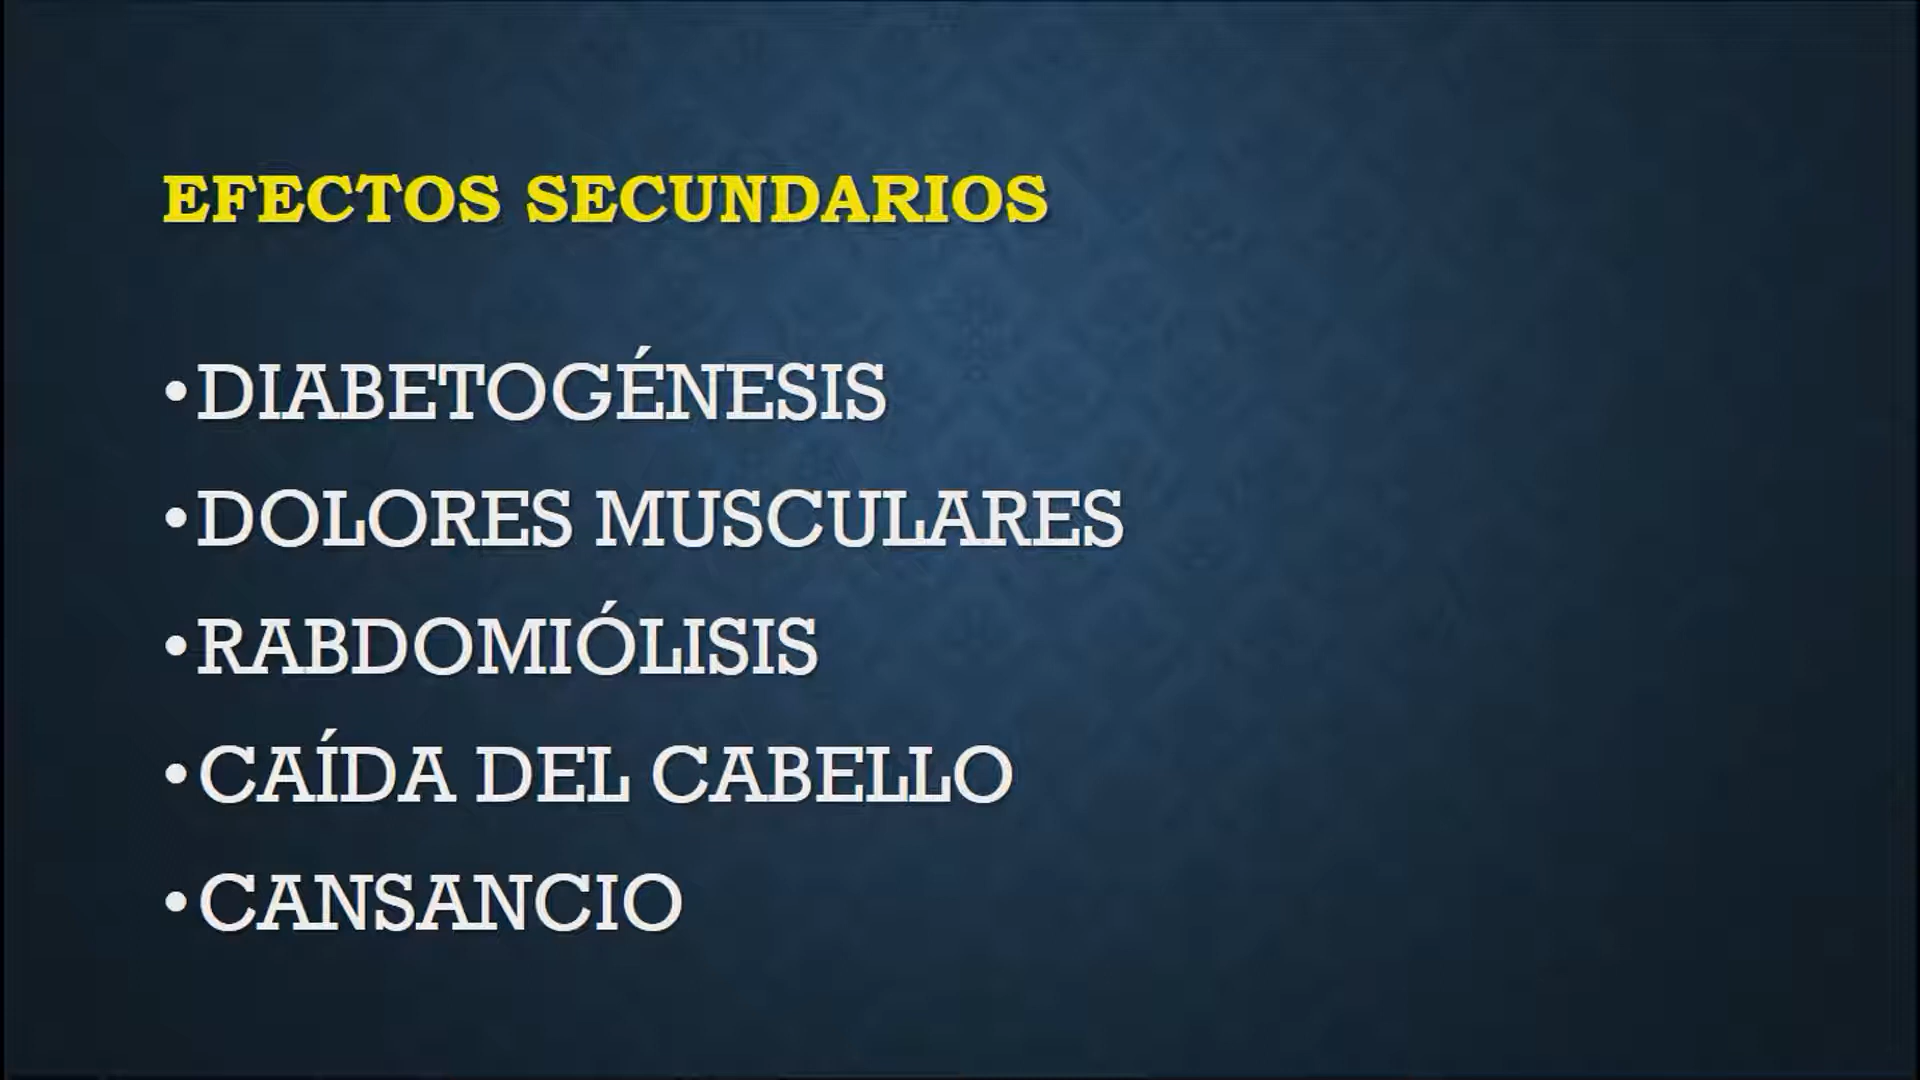 EFECTOS SECUNDARIOS
•DIABETOGÉNESIS
•DOLORES MUSCULARES
•RABDOMIÓLISIS
•CAÍDA DEL CABELLO
•CANSANCIO